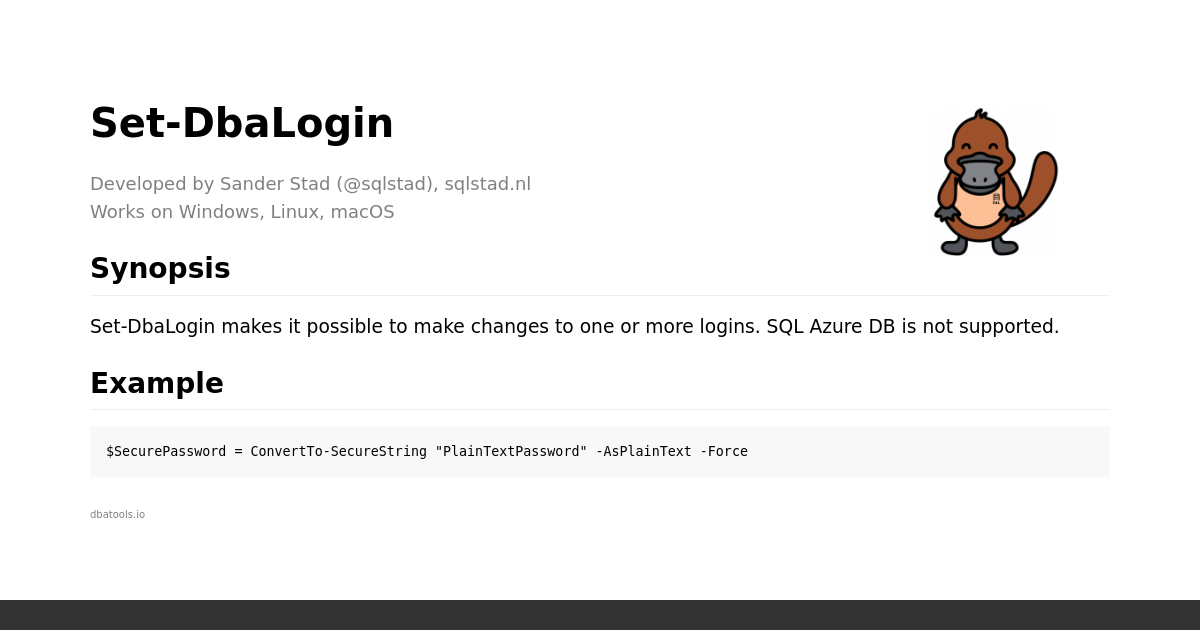 Set-DbaLogin
Developed by Sander Stad (@sqlstad), sqlstad.nl
Works on Windows, Linux, macOS
Synopsis
Set-DbaLogin makes it possible to make changes to one or more logins. SQL Azure DB is not supported.
Example
$SecurePassword = ConvertTo-SecureString "PlainTextPassword" -AsPlainText -Force
dbatools.io